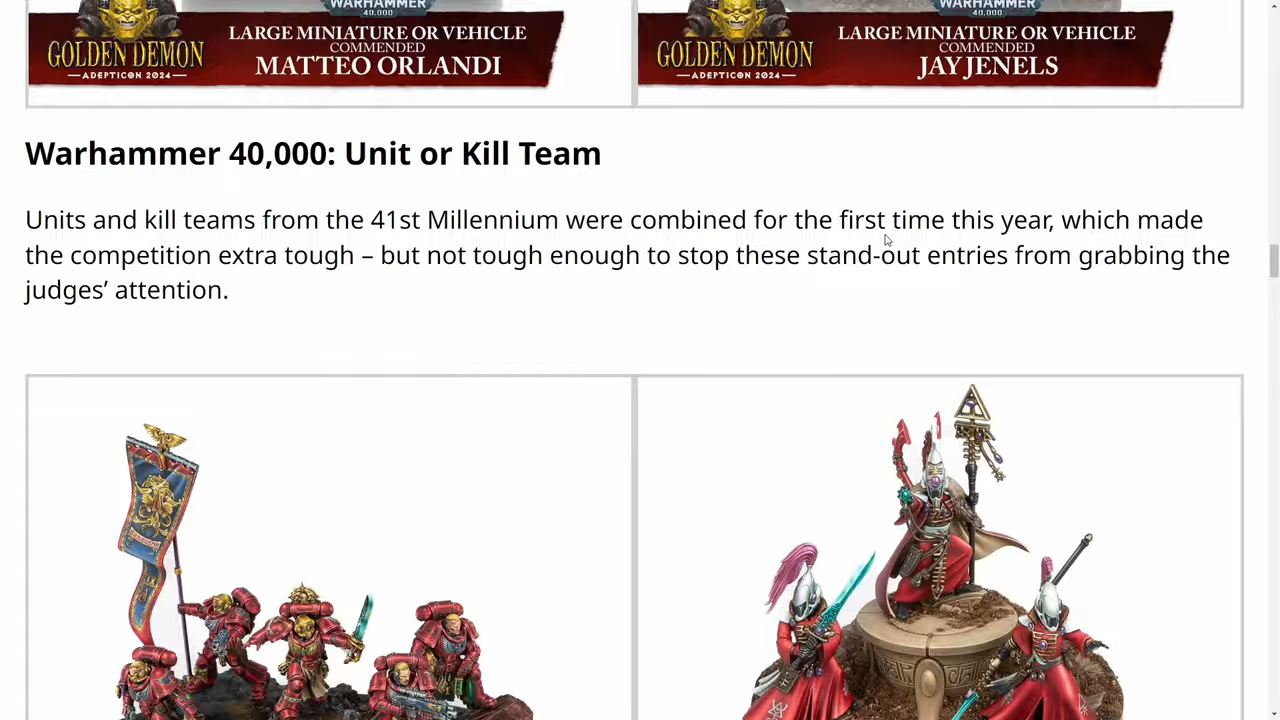 WARHAMMER
40,000
GOLDEN DEMON
ADEPTICON 2024
LARGE MINIATURE OR VEHICLE
COMMENDED
MATTEO ORLANDI
WARHAMMER
40,000
GOLDEN DEMON
ADEPTICON 2024
LARGE MINIATURE OR VEHICLE
COMMENDED
JAY JENELS
Warhammer 40,000: Unit or Kill Team
Units and kill teams from the 41st Millennium were combined for the first time this year, which made
the competition extra tough – but not tough enough to stop these stand-out entries from grabbing the
judges’ attention.